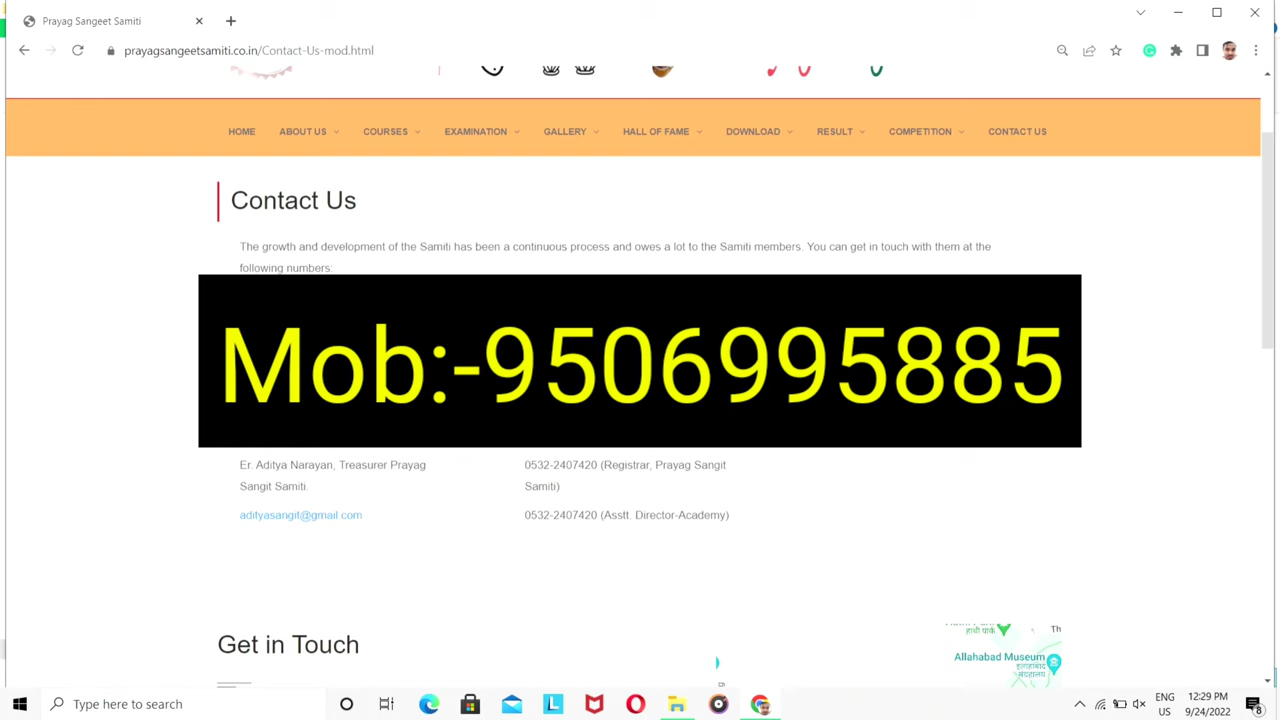 Prayag Sangeet Samiti
prayagsangeetsamiti.co.in/Contact-Us-mod.html
HOME ABOUT US COURSES EXAMINATION GALLERY HALL OF FAME DOWNLOAD RESULT COMPETITION CONTACT US
Contact Us
The growth and development of the Samiti has been a continuous process and owes a lot to the Samiti members. You can get in touch with them at the
following numbers:
Mob:-9506995885
Er. Aditya Narayan, Treasurer Prayag
Sangit Samiti.
adityasangit@gmail.com
0532-2407420 (Registrar, Prayag Sangit
Samiti)
0532-2407420 (Asstt. Director-Academy)
Get in Touch
हाथी पार्क
Th
Allahabad Museum
इलाहाबाद
संग्रहालय
Type here to search
ENG
US
12:29 PM
9/24/2022
8